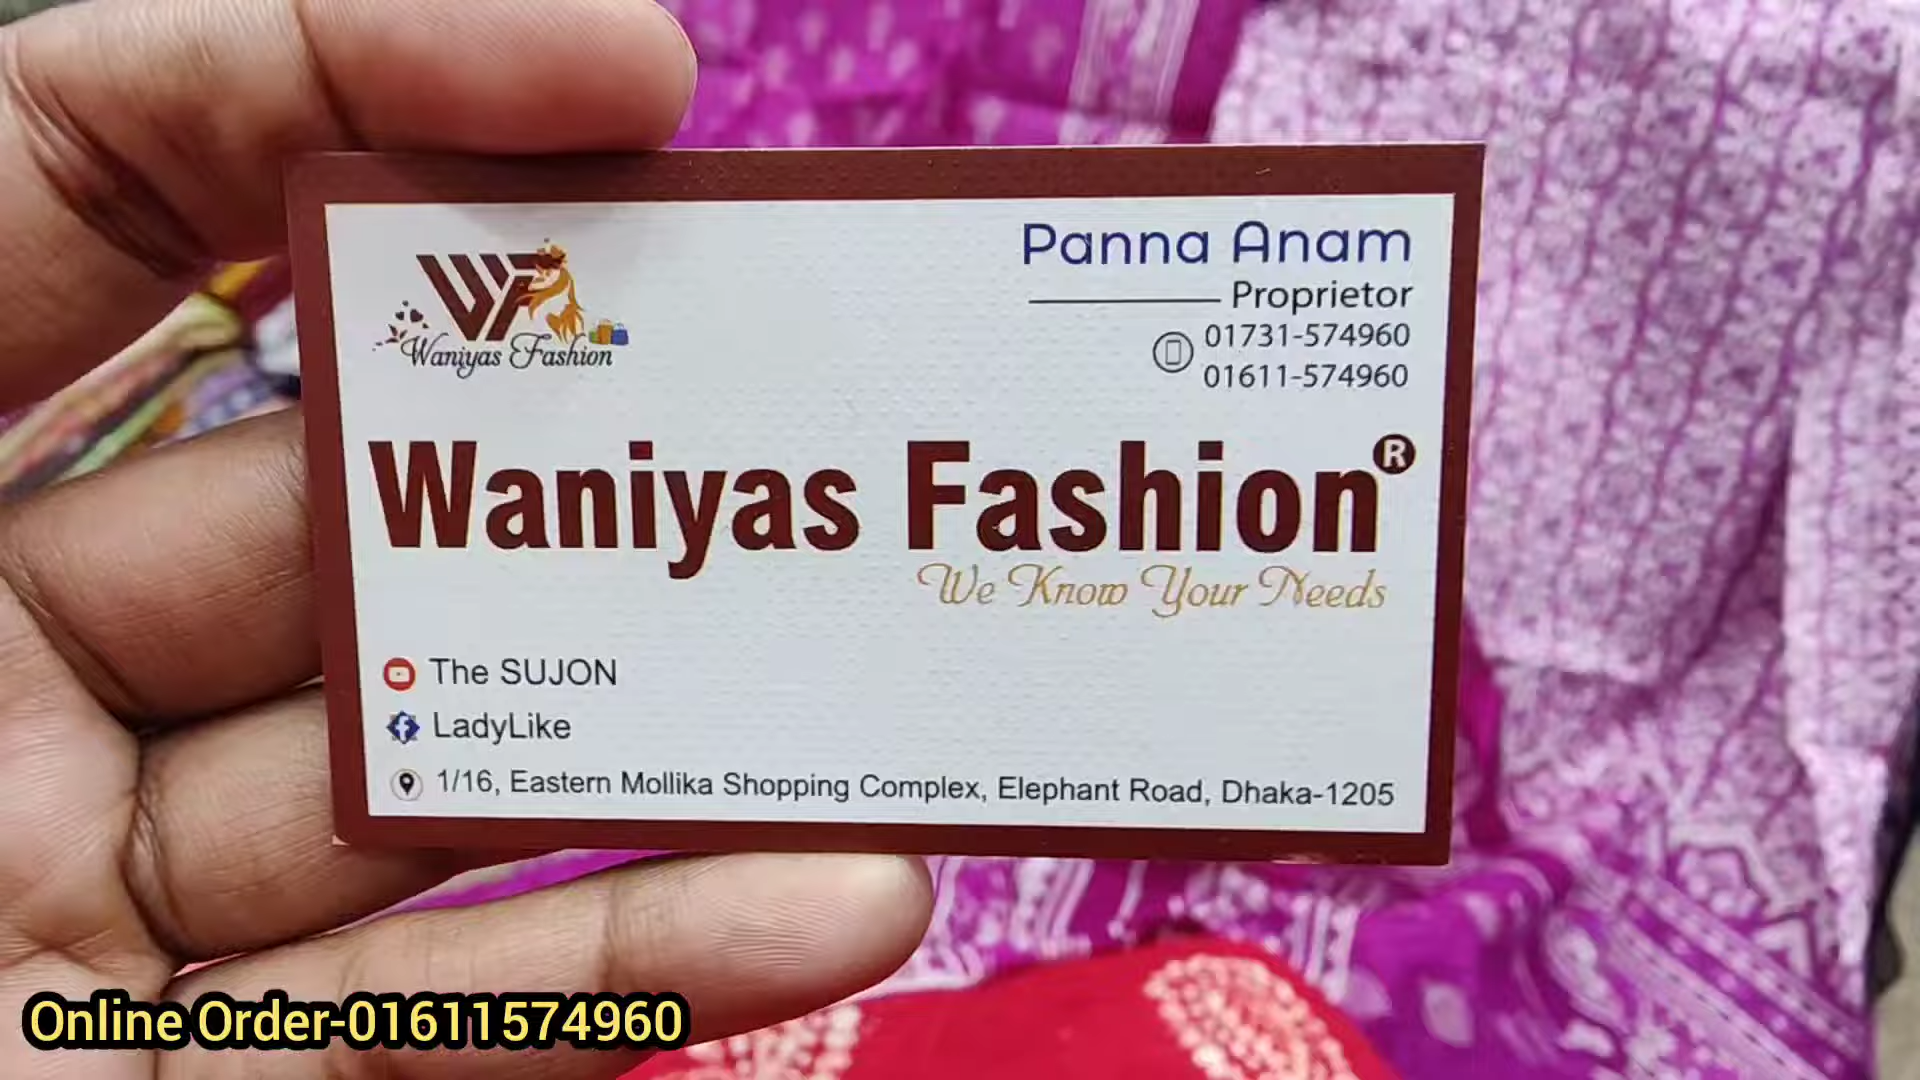 Waniyas Fashion
Panna Anam
Proprietor
01731-574960
01611-574960
Waniyas Fashion®
We Know Your Needs
The SUJON
LadyLike
1/16, Eastern Mollika Shopping Complex, Elephant Road, Dhaka-1205
Online Order-01611574960